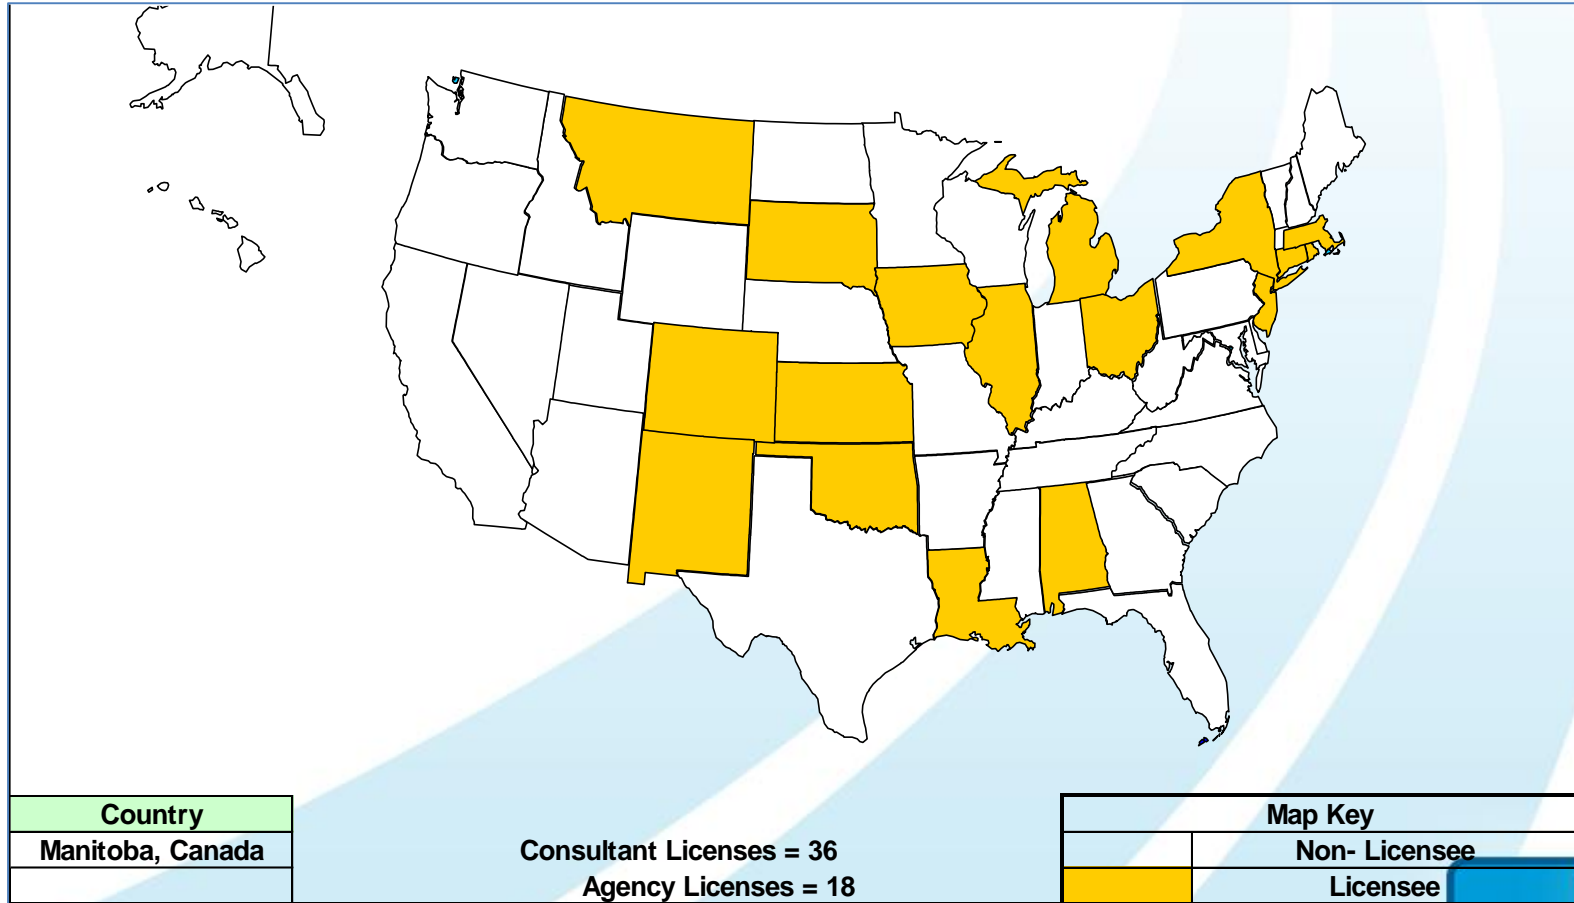 Country
Manitoba, Canada
Consultant Licenses = 36
Agency Licenses = 18
Map Key
Non- Licensee
Licensee